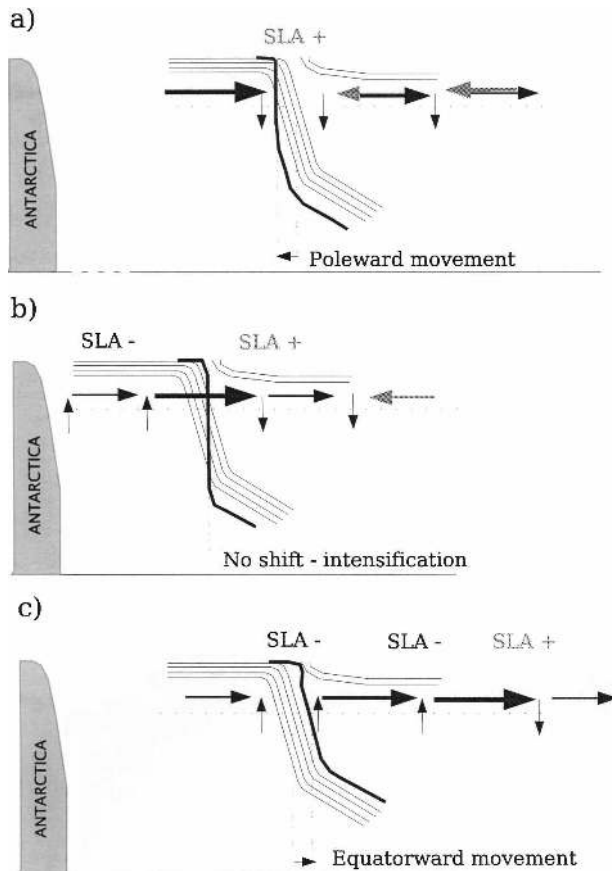 a)
SLA +
ANTARCTICA
Poleward movement
b)
SLA - SLA +
ANTARCTICA
No shift - intensification
c)
SLA - SLA - SLA +
ANTARCTICA
Equatorward movement